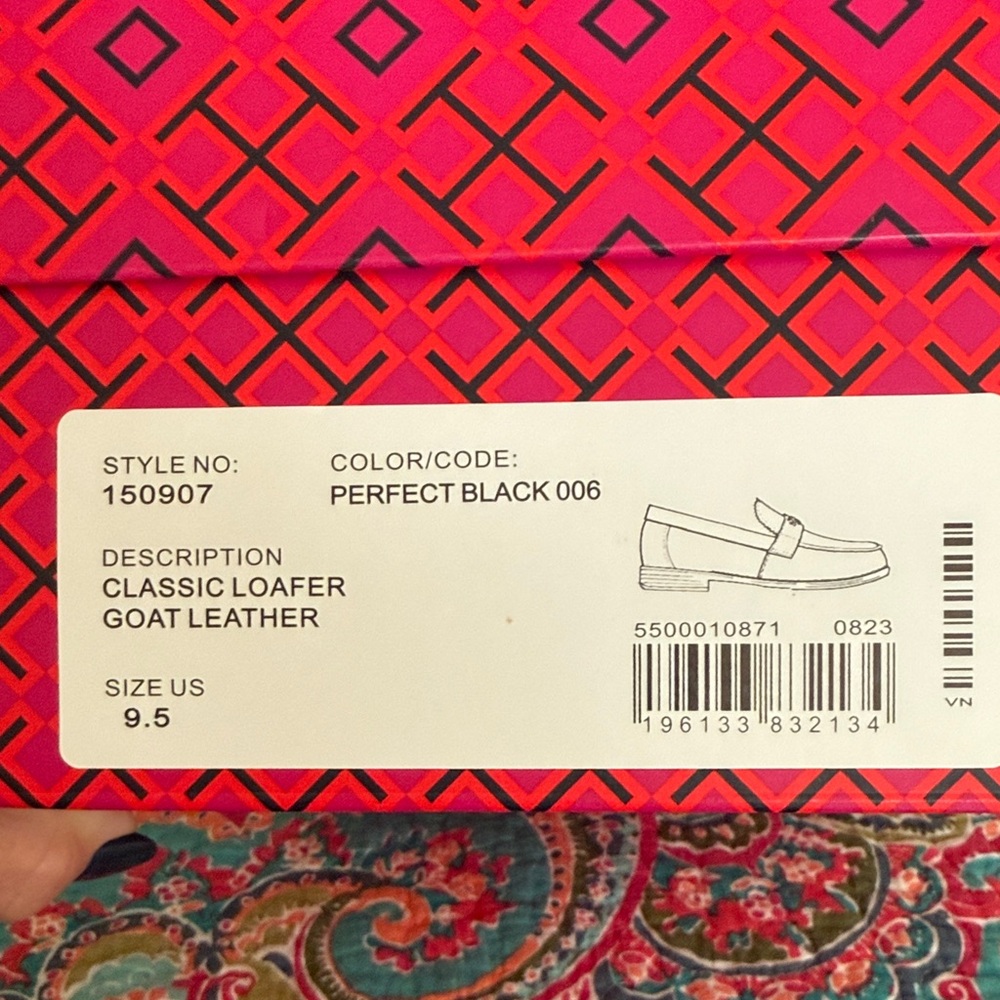 STYLE NO:
150907
COLOR/CODE:
PERFECT BLACK 006
DESCRIPTION
CLASSIC LOAFER
GOAT LEATHER
SIZE US
9.5
5500010871 0823
196133 832134
VN